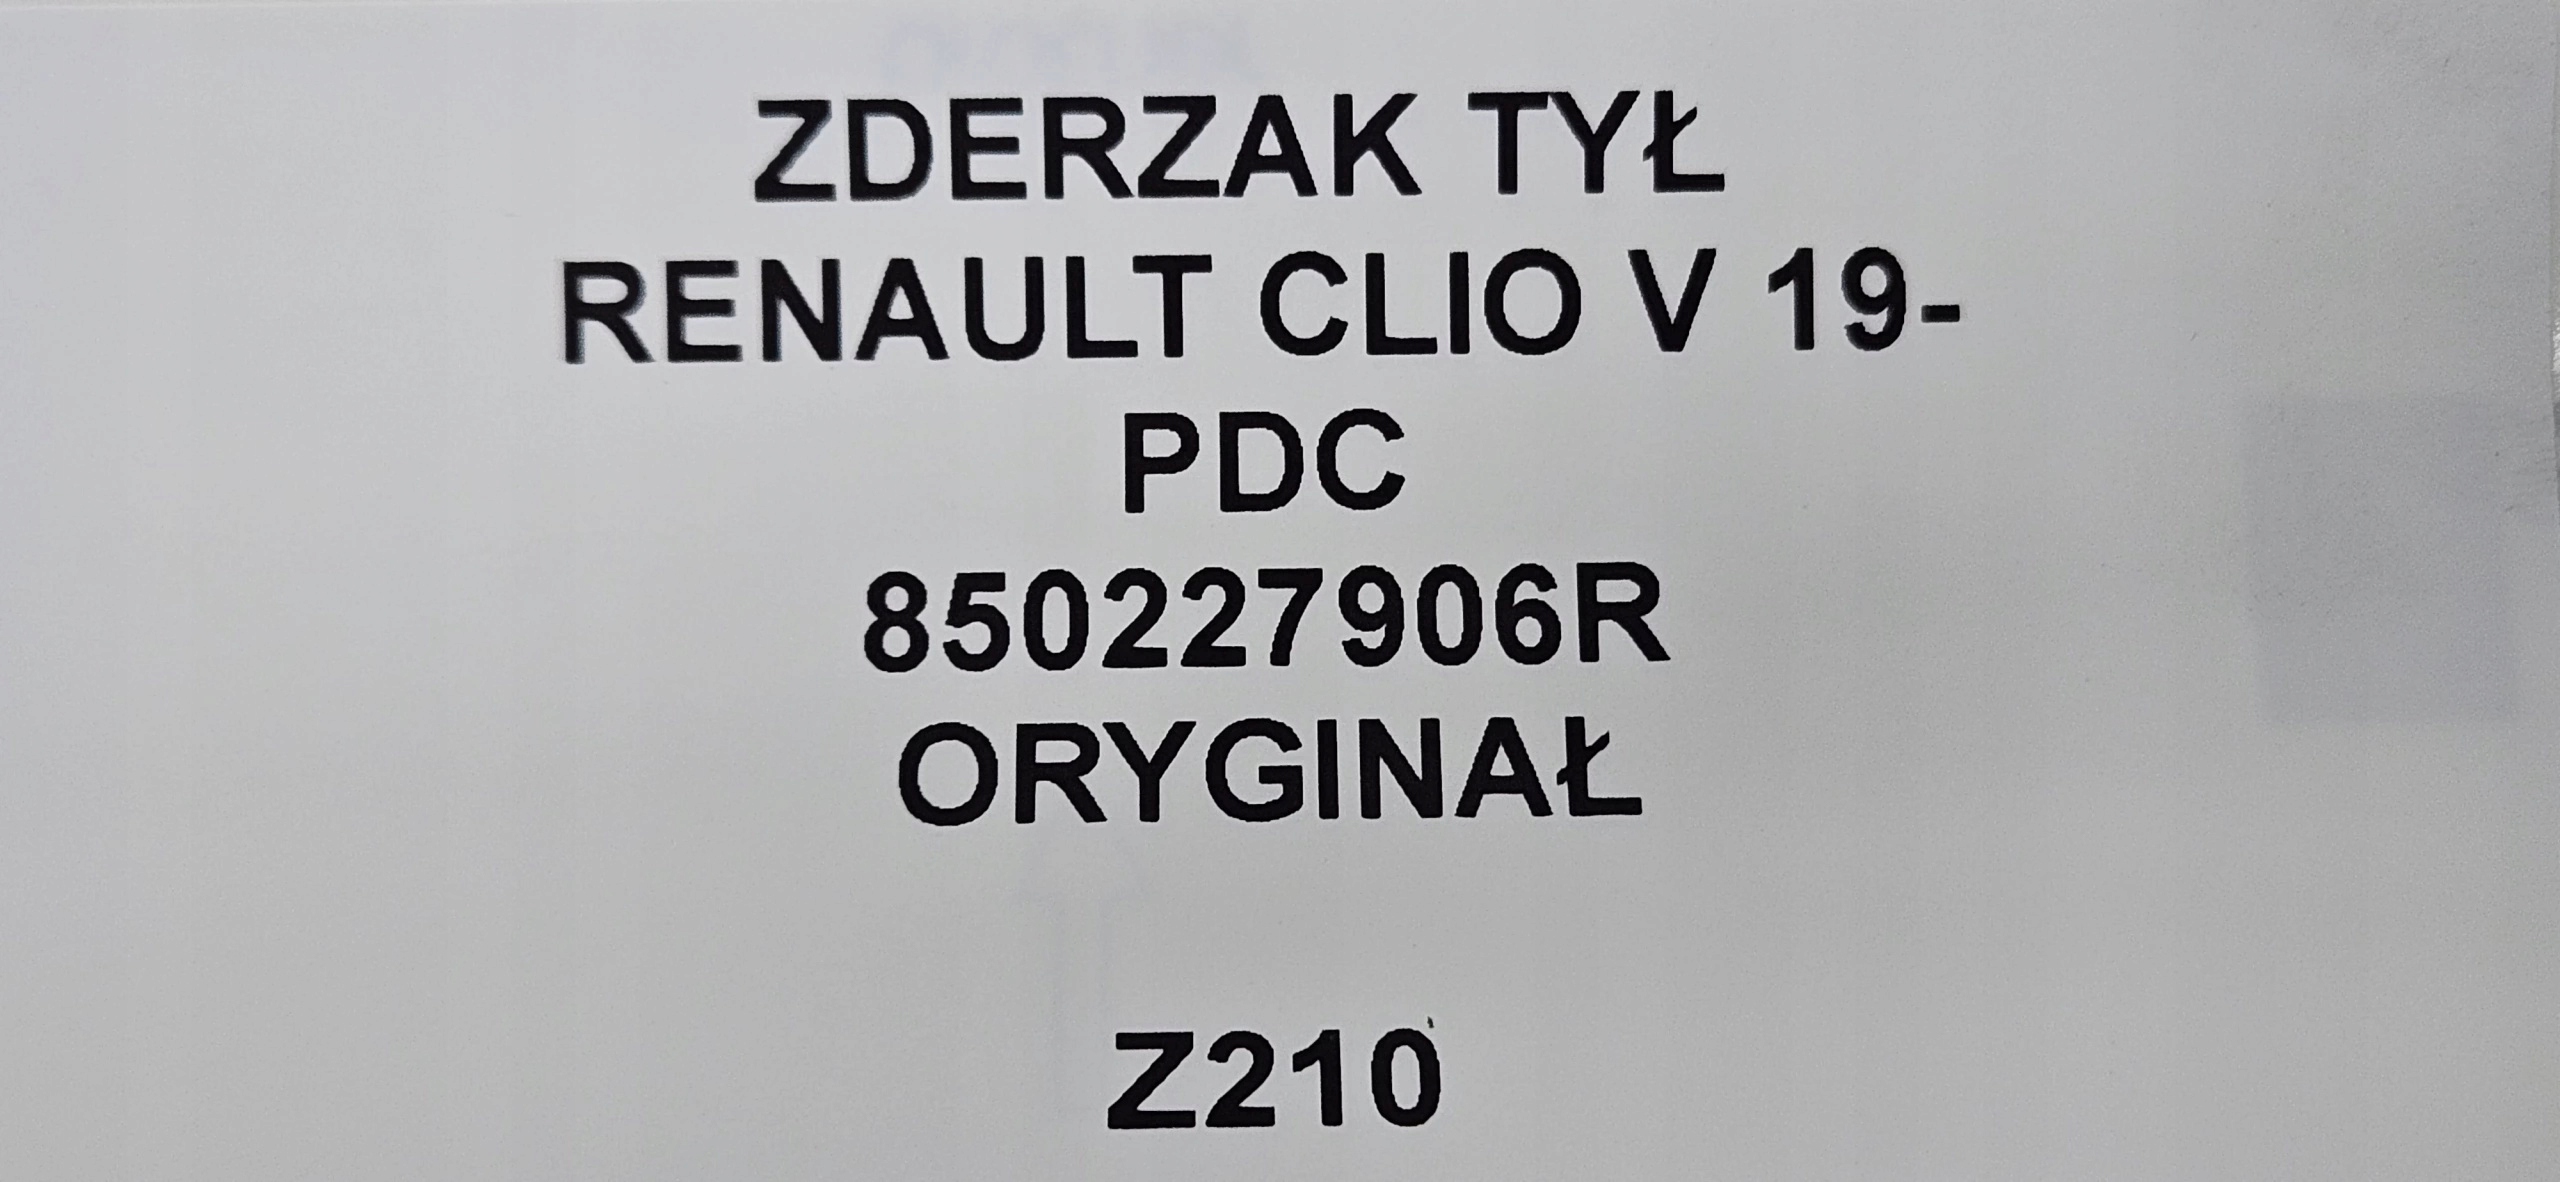 ZDERZAK TYŁ
RENAULT CLIO V 19-
PDC
850227906R
ORYGINAŁ
Z210